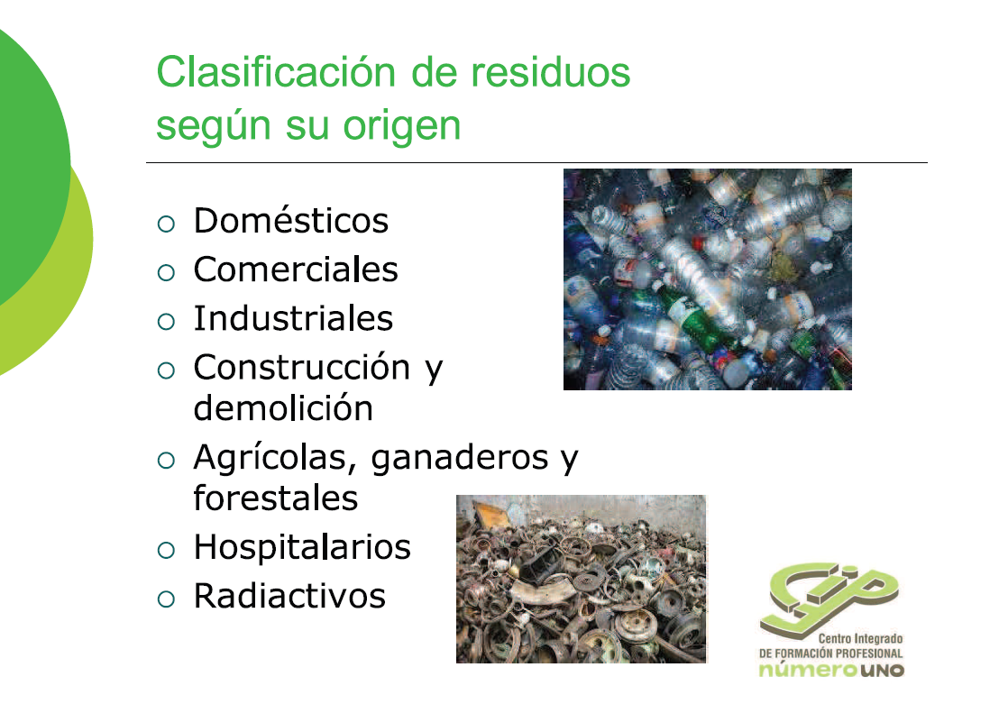 Clasificación de residuos
según su origen
Domésticos
Comerciales
Industriales
Construcción y
demolición
Agrícolas, ganaderos y
forestales
Hospitalarios
Radiactivos
Cip
Centro Integrado
DE FORMACIÓN PROFESIONAL
númeroUNO